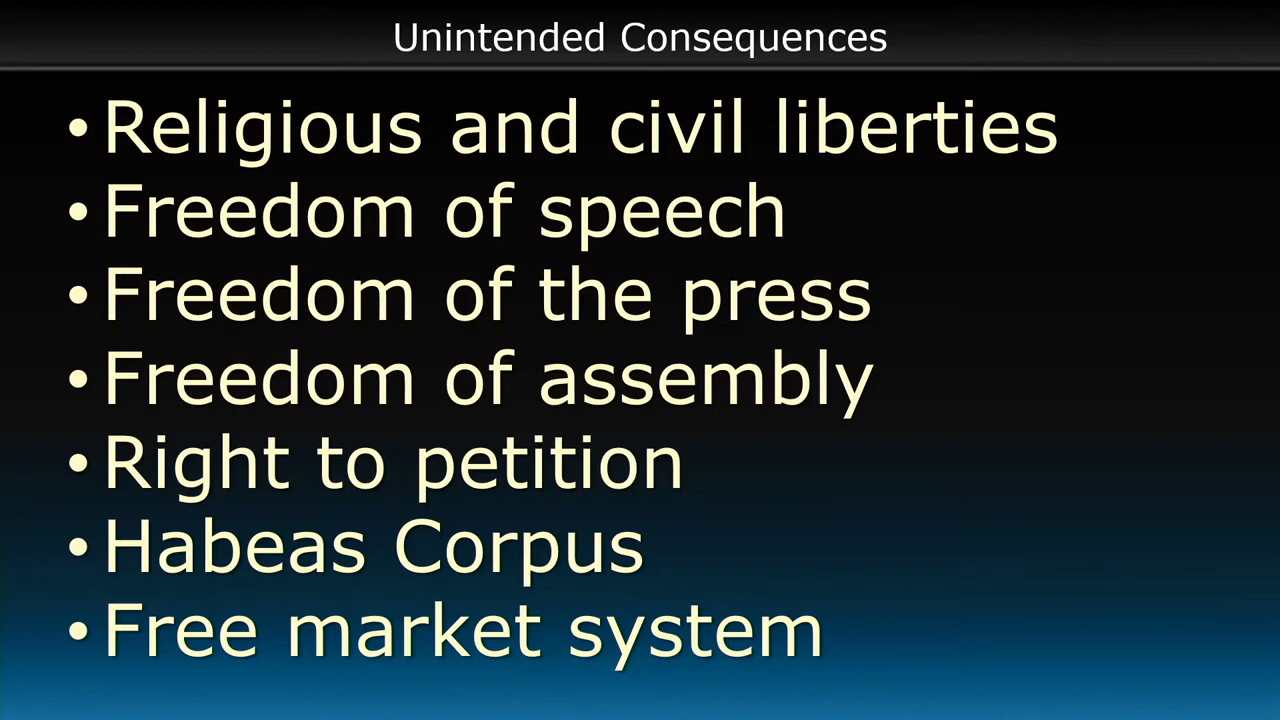 Unintended Consequences
•Religious and civil liberties
•Freedom of speech
•Freedom of the press
•Freedom of assembly
•Right to petition
•Habeas Corpus
•Free market system